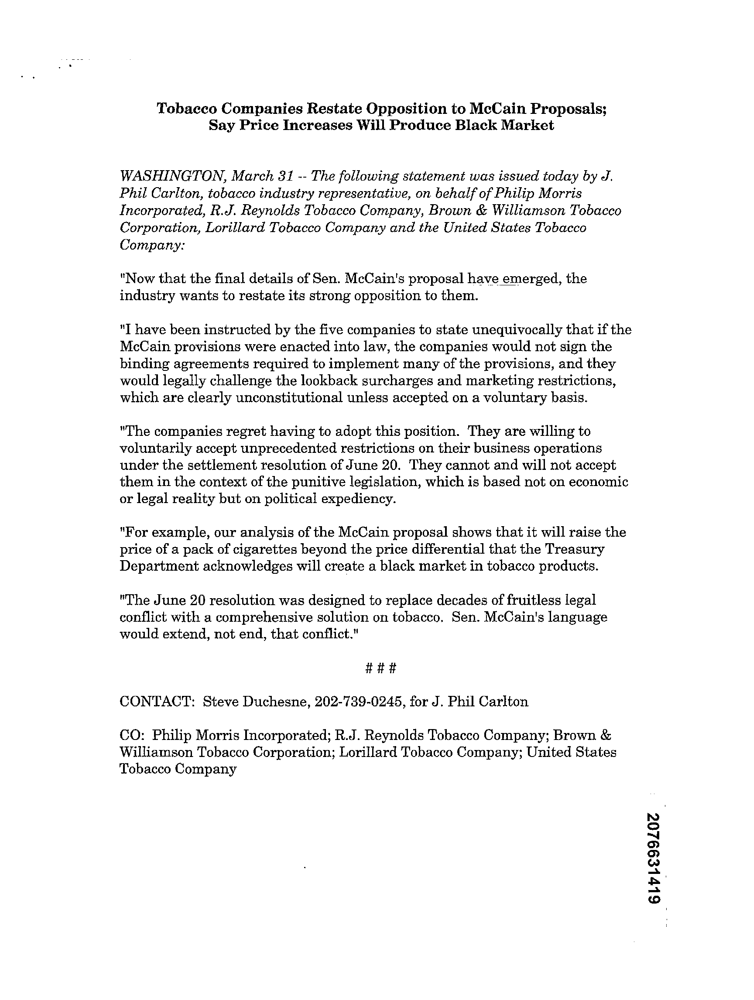 Tobacco Companies Restate Opposition to McCain Proposals;
Say Price Increases Will Produce Black Market
WASHINGTON, March 31 -- The following statement was issued today by J.
Phil Carlton, tobacco industry representative, on behalf of Philip Morris
Incorporated, R.J. Reynolds Tobacco Company, Brown & Williamson Tobacco
Corporation, Lorillard Tobacco Company and the United States Tobacco
Company:
"Now that the final details of Sen. McCain's proposal have emerged, the
industry wants to restate its strong opposition to them.
"I have been instructed by the five companies to state unequivocally that if the
McCain provisions were enacted into law, the companies would not sign the
binding agreements required to implement many of the provisions, and they
would legally challenge the lookback surcharges and marketing restrictions,
which are clearly unconstitutional unless accepted on a voluntary basis.
"The companies regret having to adopt this position. They are willing to
voluntarily accept unprecedented restrictions on their business operations
under the settlement resolution of June 20. They cannot and will not accept
them in the context of the punitive legislation, which is based not on economic
or legal reality but on political expediency.
"For example, our analysis of the McCain proposal shows that it will raise the
price of a pack of cigarettes beyond the price differential that the Treasury
Department acknowledges will create a black market in tobacco products.
"The June 20 resolution was designed to replace decades of fruitless legal
conflict with a comprehensive solution on tobacco. Sen. McCain's language
would extend, not end, that conflict."
# # #
CONTACT: Steve Duchesne, 202-739-0245, for J. Phil Carlton
CO: Philip Morris Incorporated; R.J. Reynolds Tobacco Company; Brown &
Williamson Tobacco Corporation; Lorillard Tobacco Company; United States
Tobacco Company
2076631419